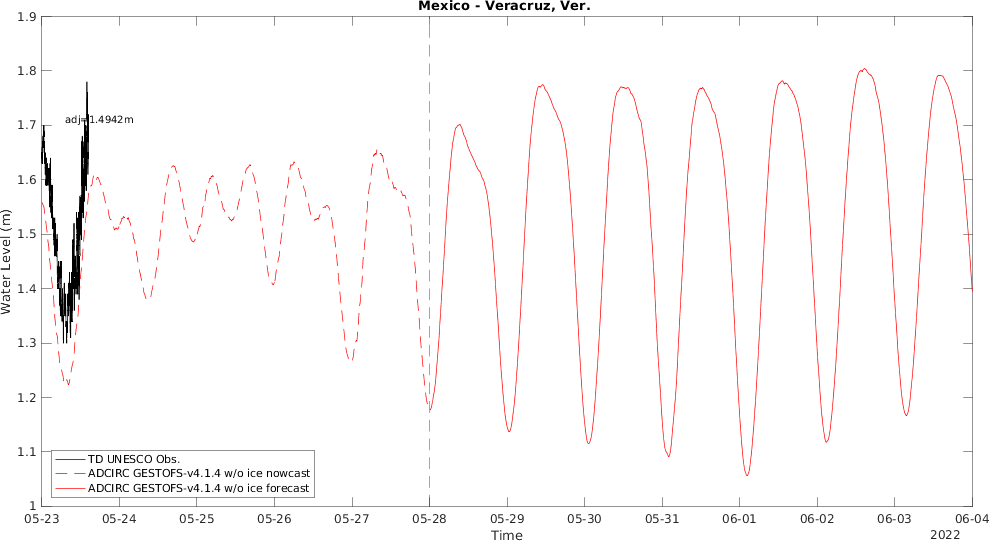 Mexico - Veracruz, Ver.
1.9
1.8
1.7
1.6
1.5
1.4
1.3
1.2
1.1
1
Water Level (m)
adj=1.4942m
TD UNESCO Obs.
ADCIRC GESTOFS-v4.1.4 w/o ice nowcast
ADCIRC GESTOFS-v4.1.4 w/o ice forecast
05-23 05-24 05-25 05-26 05-27 05-28 05-29 05-30 05-31 06-01 06-02 06-03 06-04
Time
2022